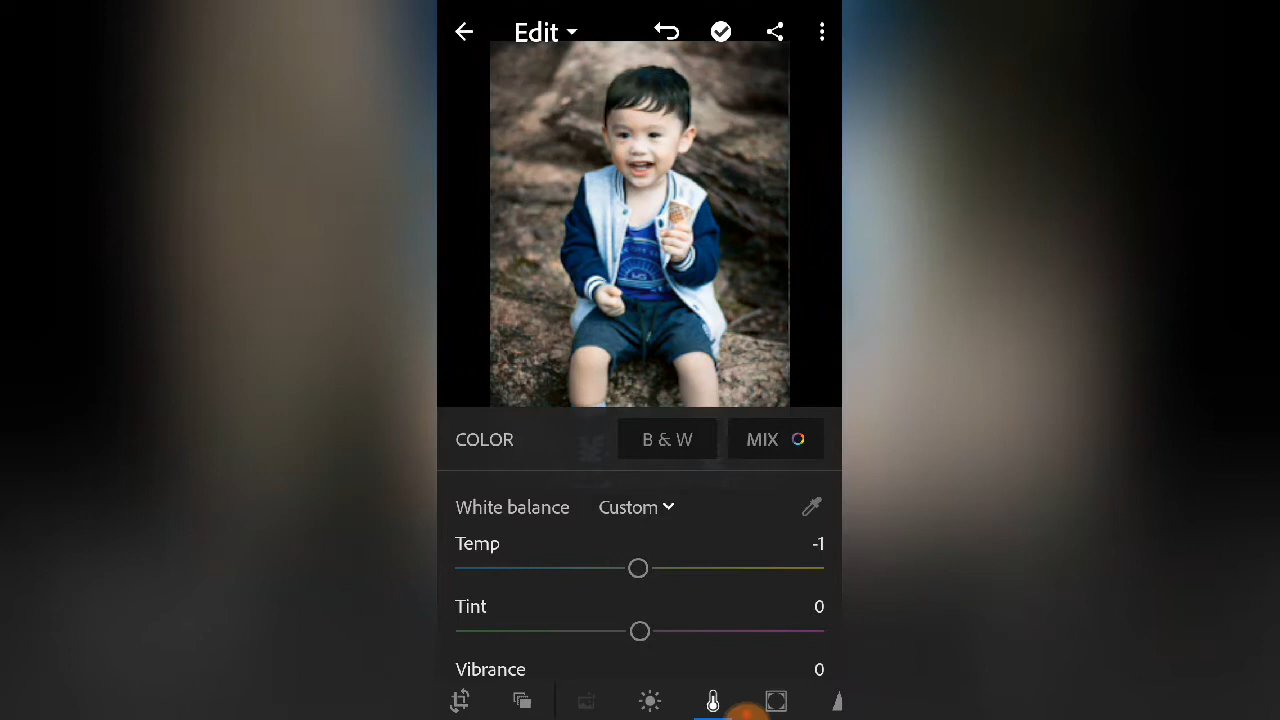 Edit
COLOR B & W MIX
White balance Custom
Temp -1
Tint 0
Vibrance 0